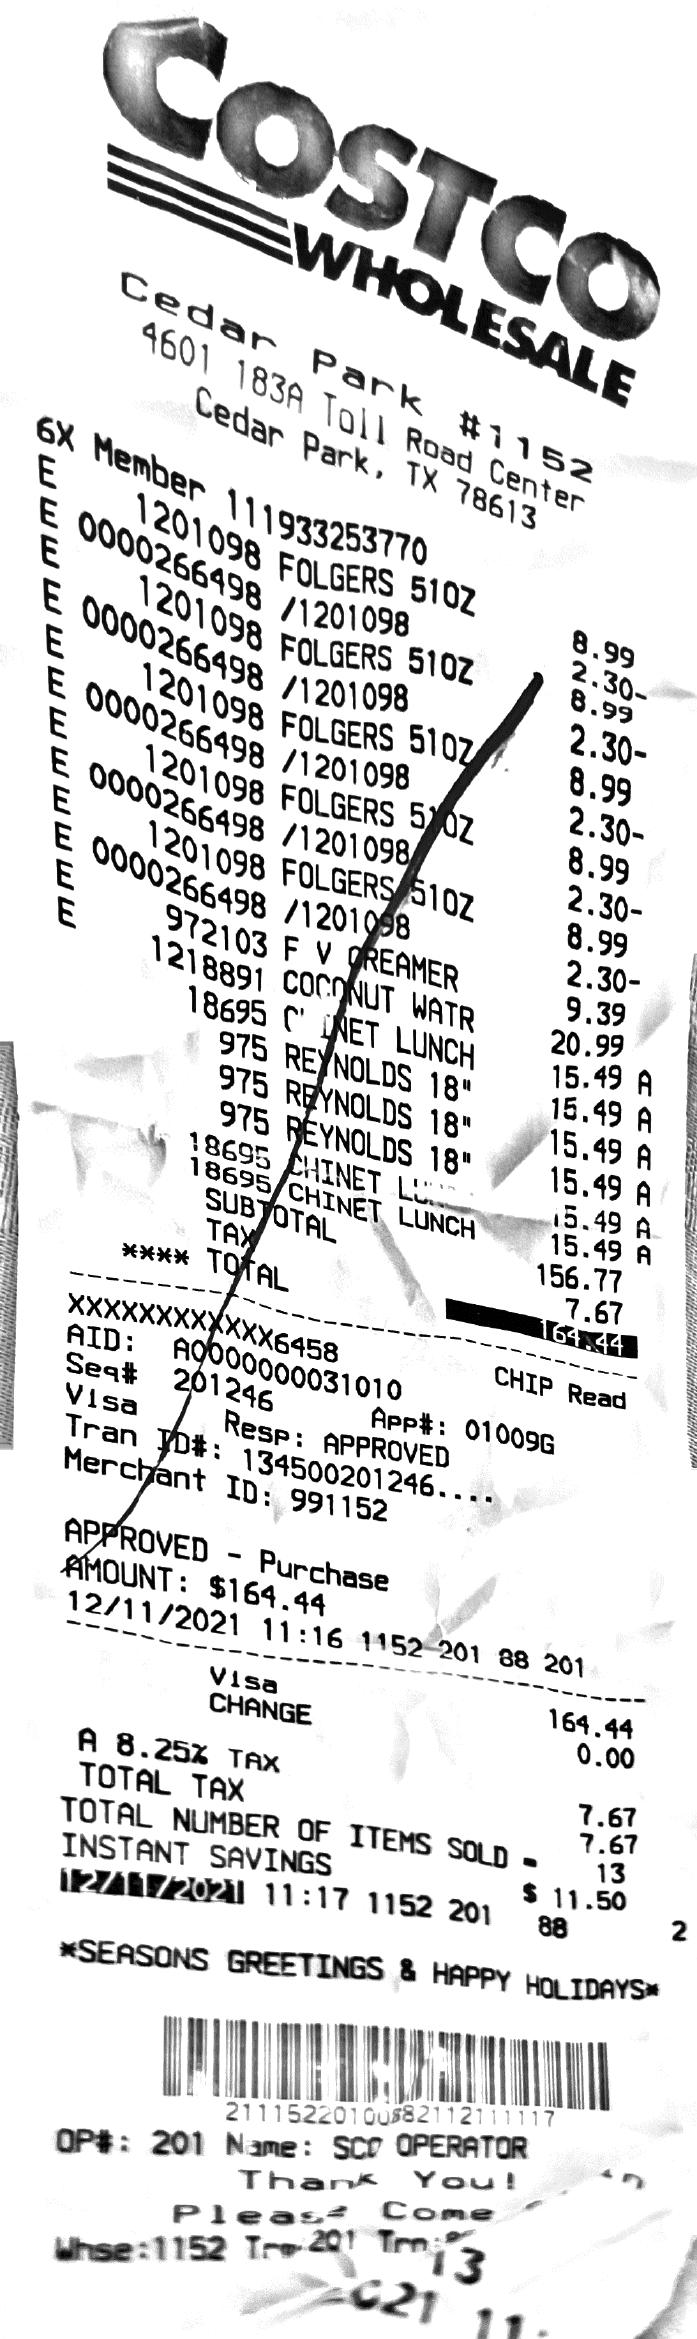 COSTCO
WHOLESALE
Cedar Park #1152
4601 183A Toll Road Center
Cedar Park, TX 78613
6X Member 111933253770
E 1201098 FOLGERS 51OZ 8.99
E 0000266498 /1201098 2.30-
E 1201098 FOLGERS 51OZ 8.99
E 0000266498 /1201098 2.30-
E 1201098 FOLGERS 51OZ 8.99
E 0000266498 /1201098 2.30-
E 1201098 FOLGERS 51OZ 8.99
E 0000266498 /1201098 2.30-
E 1201098 FOLGERS 51OZ 8.99
E 0000266498 /1201098 2.30-
E 972103 F V CREAMER 9.39
E 1218891 COCONUT WATR 20.99
18695 CHINET LUNCH 15.49 A
975 REYNOLDS 18" 15.49 A
975 REYNOLDS 18" 15.49 A
975 REYNOLDS 18" 15.49 A
18695 CHINET 15.49 A
18695 CHINET LUNCH 15.49 A
SUBTOTAL 156.77
TAX 7.67
**** TOTAL 164.44
XXXXXXXXXXXX6458 CHIP Read
AID: A0000000031010
Seq# 201246 App#: 01009G
Visa Resp: APPROVED
Tran ID#: 134500201246....
Merchant ID: 991152
APPROVED - Purchase
AMOUNT: $164.44
12/11/2021 11:16 1152 201 88 201
Visa 164.44
CHANGE 0.00
A 8.25% TAX 7.67
TOTAL TAX 7.67
TOTAL NUMBER OF ITEMS SOLD = 13
INSTANT SAVINGS $ 11.50
12/11/2021 11:17 1152 201 88 2
*SEASONS GREETINGS & HAPPY HOLIDAYS*
OP#: 201 Name: SCO OPERATOR
Thank You!
Please Come
Whse:1152 Trm:201 Trn:
13
2021 11: